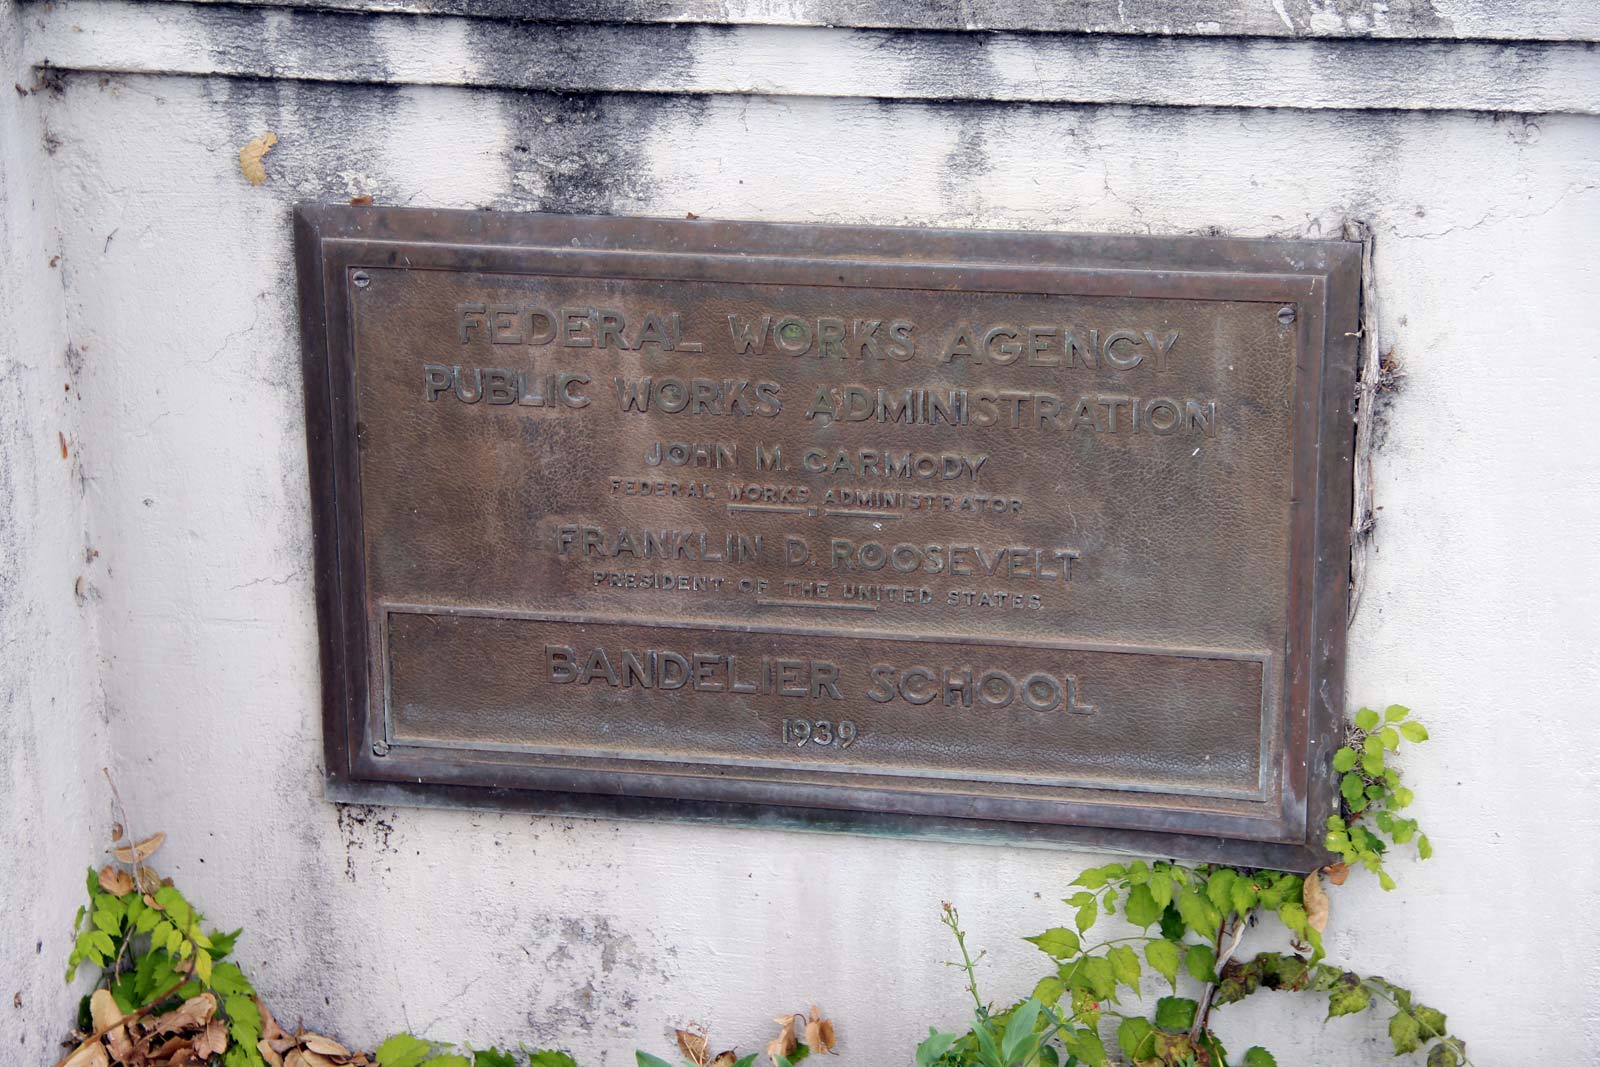 FEDERAL WORKS AGENCY
PUBLIC WORKS ADMINISTRATION
JOHN M. CARMODY
FEDERAL WORKS ADMINISTRATOR
FRANKLIN D. ROOSEVELT
PRESIDENT OF THE UNITED STATES
BANDELIER SCHOOL
1939